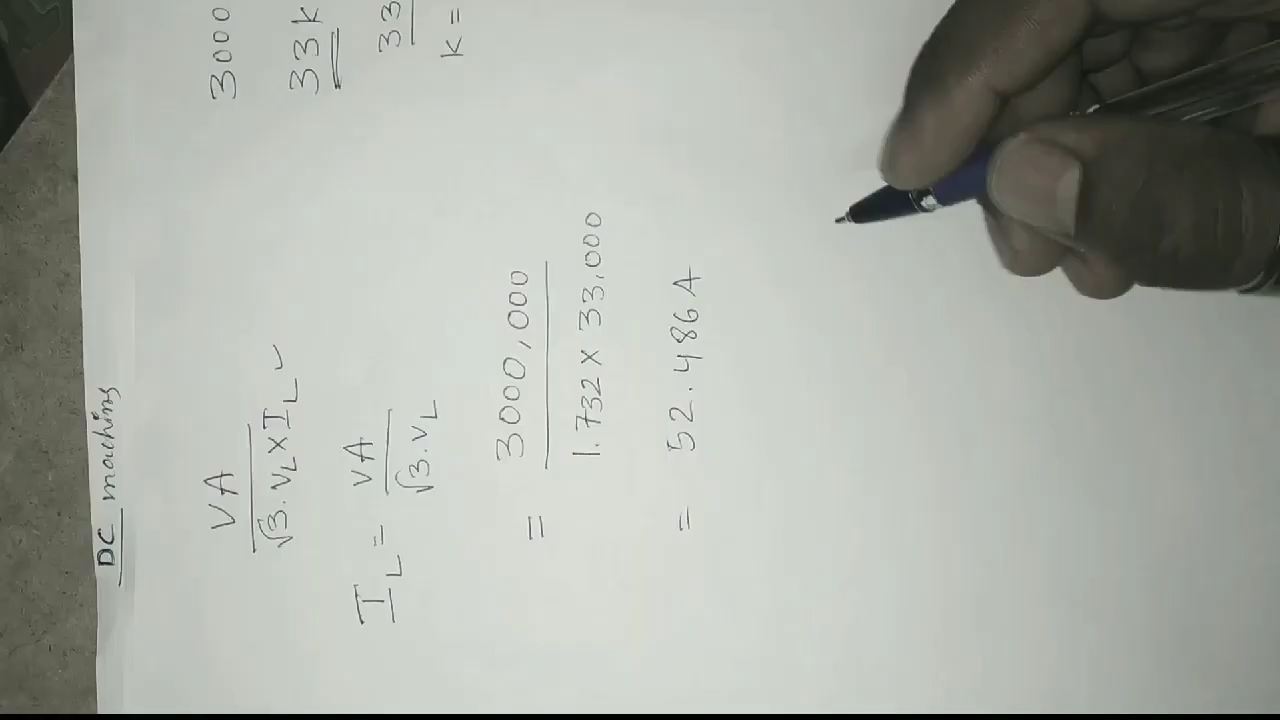 DC machins
VA
√3.VL×IL
IL = VA
√3.VL
= 3000,000
1.732 × 33,000
= 52.486 A
3000
33k
33
k =